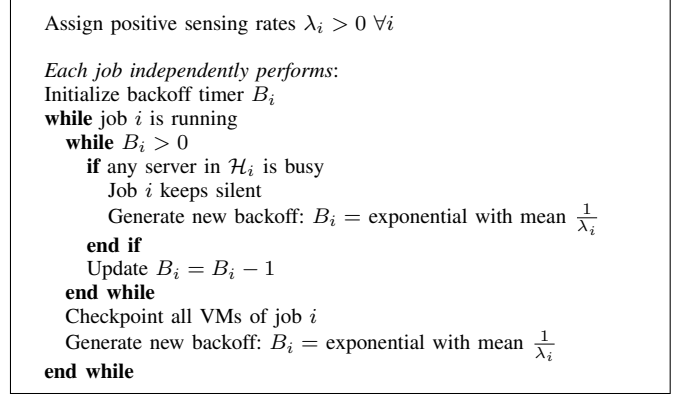 Assign positive sensing rates λ_i > 0 ∀i
Each job independently performs:
Initialize backoff timer B_i
while job i is running
while B_i > 0
if any server in ℋ_i is busy
Job i keeps silent
Generate new backoff: B_i = exponential with mean 1/λ_i
end if
Update B_i = B_i − 1
end while
Checkpoint all VMs of job i
Generate new backoff: B_i = exponential with mean 1/λ_i
end while